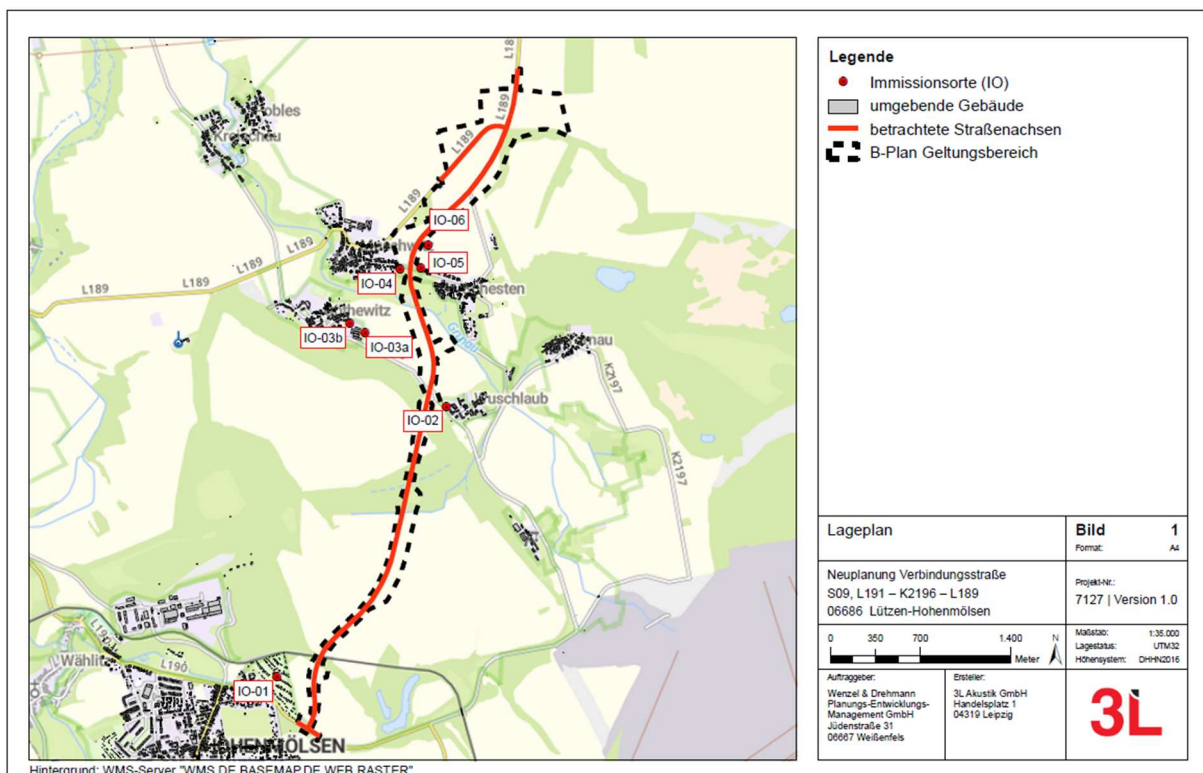 L189
L189
L189
L189
L189
L189
L189
IO-06
IO-05
IO-04
IO-03b
IO-03a
Grunau
K2197
K2197
IO-02
Wählitz
L190
IO-01
Hintergrund: WMS-Server "WMS DE BASEMAP.DE WEB RASTER"
Legende
Immissionsorte (IO)
umgebende Gebäude
betrachtete Straßenachsen
B-Plan Geltungsbereich
Lageplan
Bild 1
Format: A4
Neuplanung Verbindungsstraße
S09, L191 – K2196 – L189
06686 Lützen-Hohenmölsen
Projekt-Nr.:
7127 | Version 1.0
0 350 700 1.400 N
Meter
Maßstab: 1:35.000
Lagestatus: UTM32
Höhensystem: DHHN2016
Auftraggeber:
Wenzel & Drehmann
Planungs-Entwicklungs-
Management GmbH
Jüdenstraße 31
06667 Weißenfels
Ersteller:
3L Akustik GmbH
Handelsplatz 1
04319 Leipzig
3L